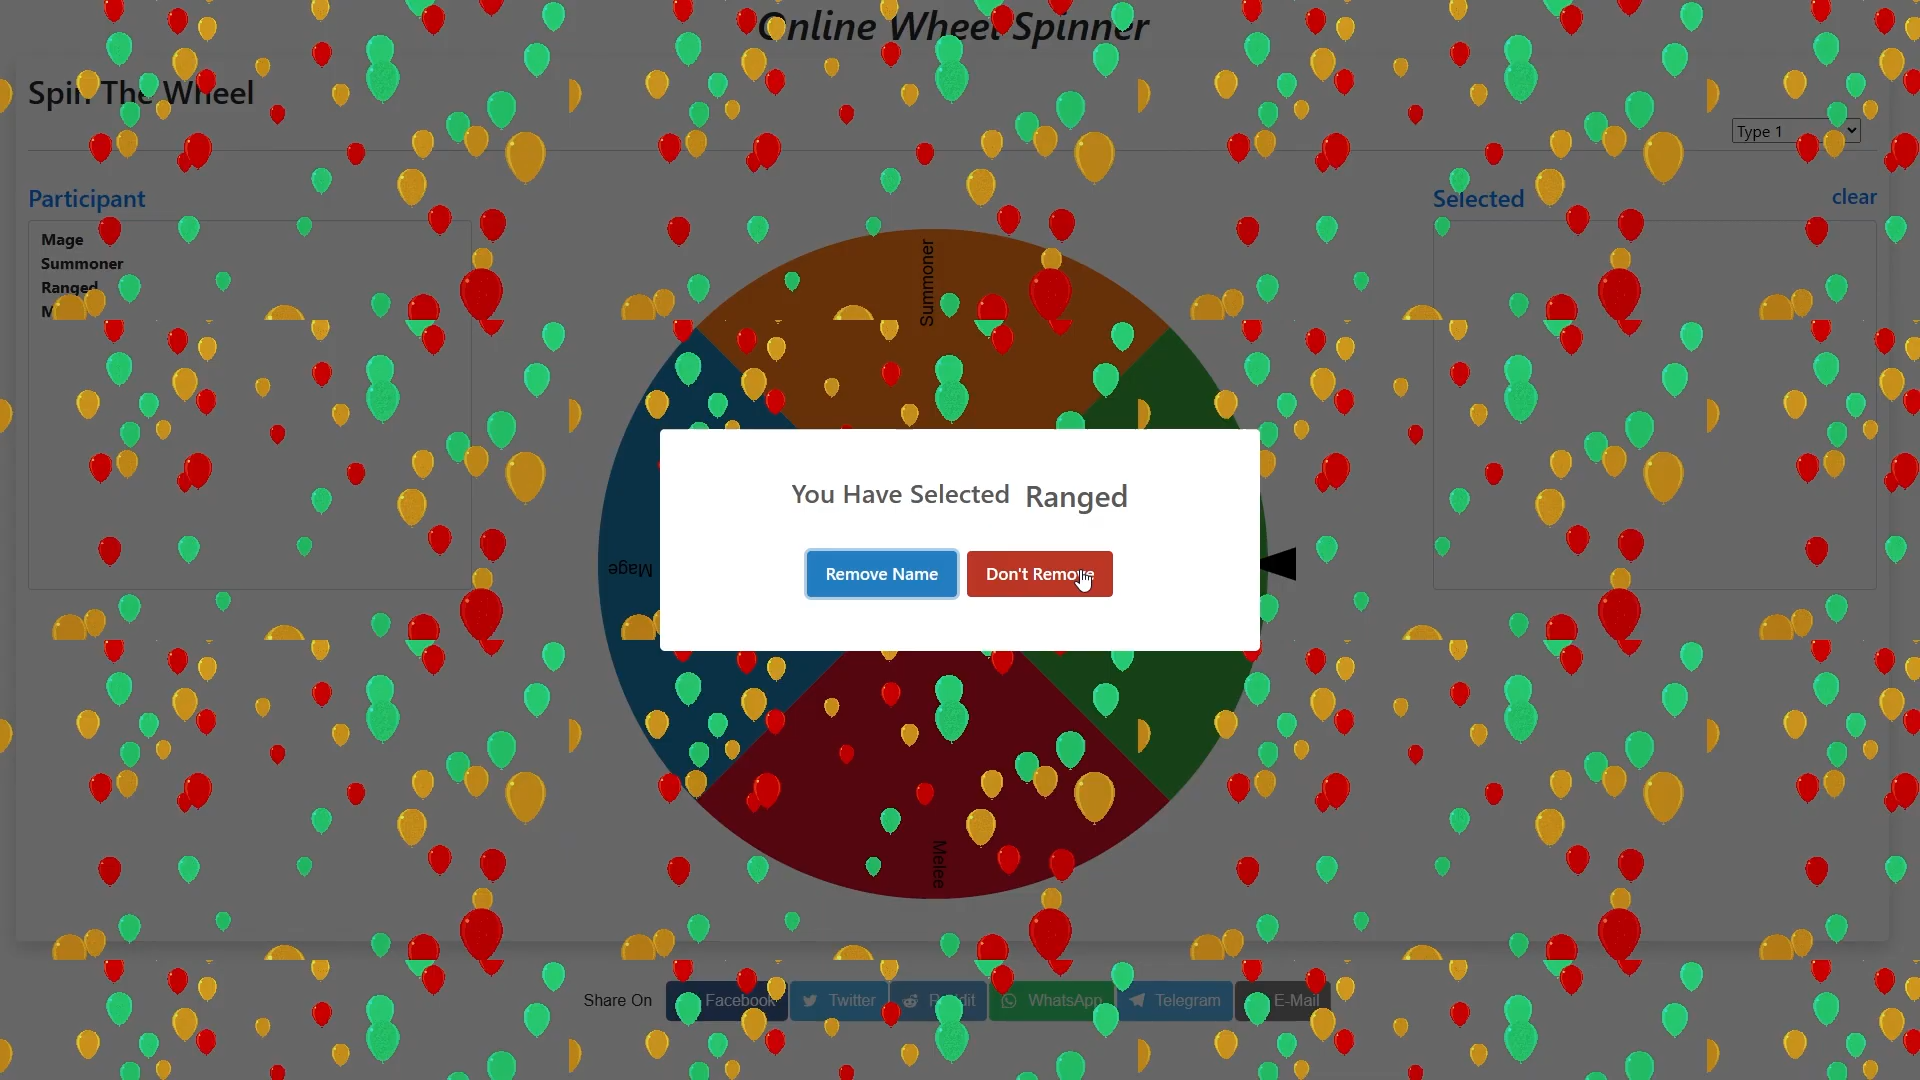 Online Wheel Spinner
Spin The Wheel
Type 1
Participant
Selected
clear
Mage
Summoner
Ranged
Summoner
You Have Selected Ranged
Mage
Remove Name
Don't Remove
Melee
Share On
Facebook
Twitter
Reddit
WhatsApp
Telegram
E-Mail